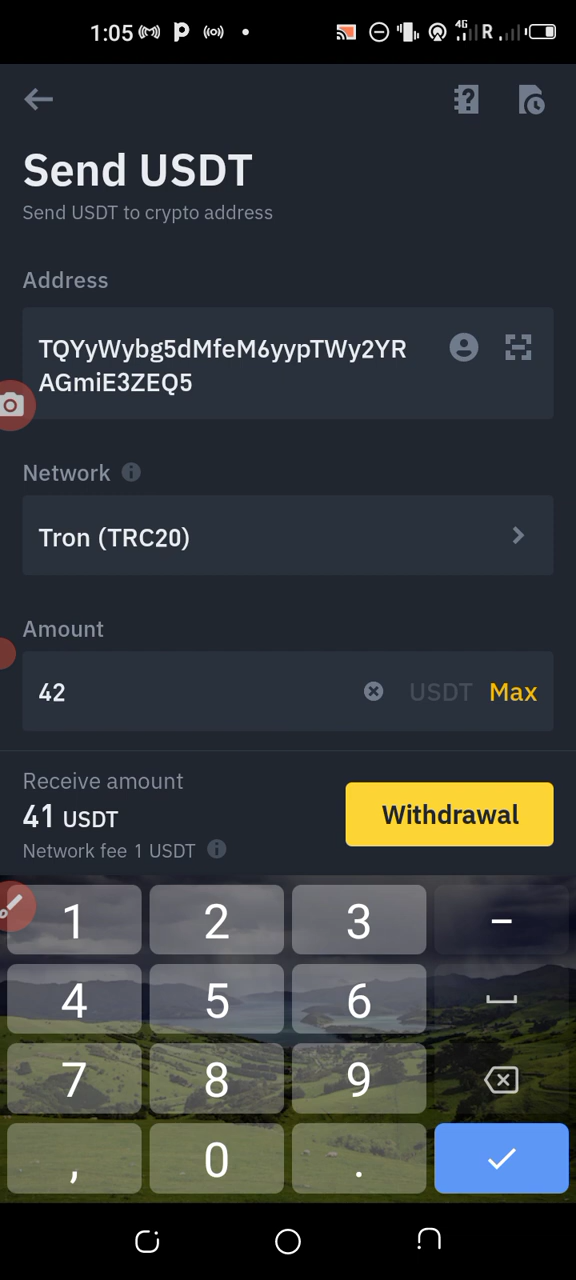 1:05 4G R
Send USDT
Send USDT to crypto address
Address
TQYyWybg5dMfeM6yypTWy2YR
AGmiE3ZEQ5
Network
Tron (TRC20)
Amount
42 USDT Max
Receive amount
41 USDT
Network fee 1 USDT
Withdrawal
1 2 3 –
4 5 6
7 8 9
, 0 .